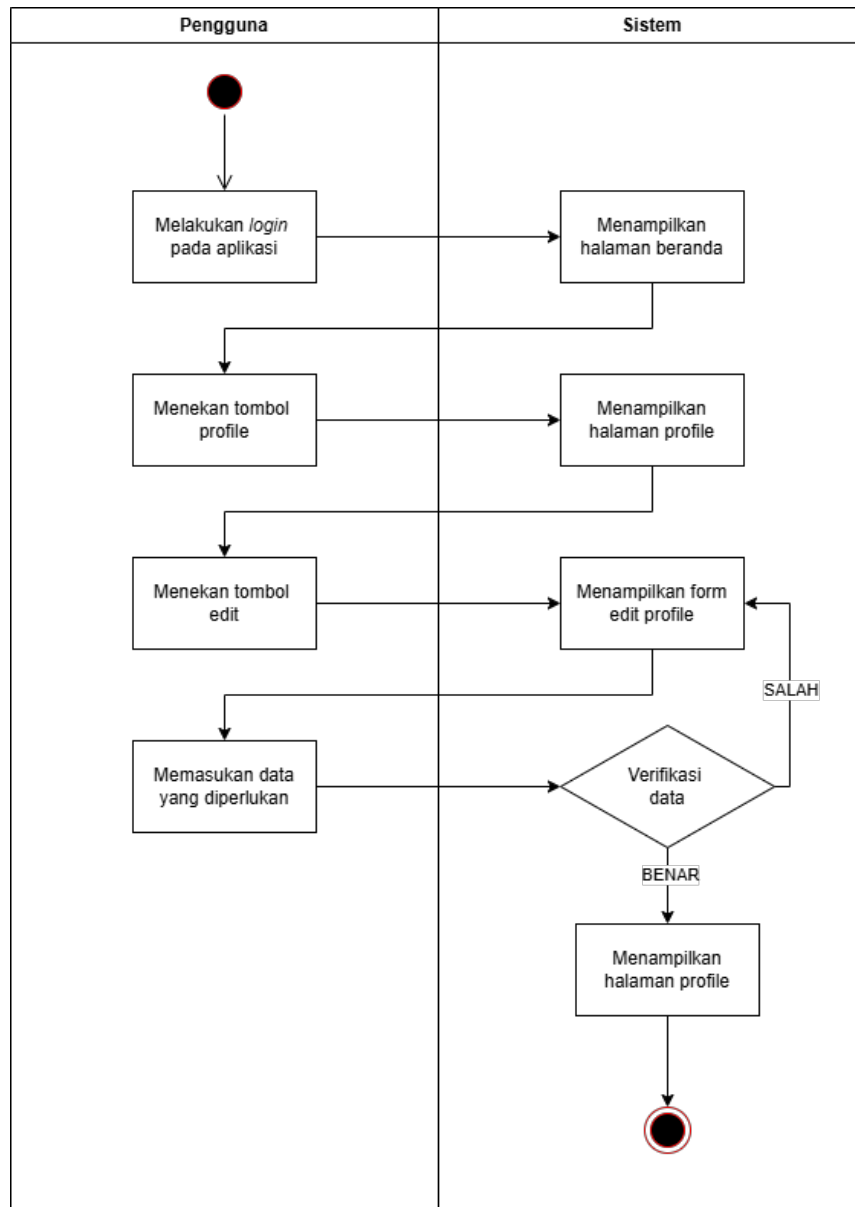 Pengguna
Sistem
Melakukan login
pada aplikasi
Menampilkan
halaman beranda
Menekan tombol
profile
Menampilkan
halaman profile
Menekan tombol
edit
Menampilkan form
edit profile
SALAH
Memasukan data
yang diperlukan
Verifikasi
data
BENAR
Menampilkan
halaman profile